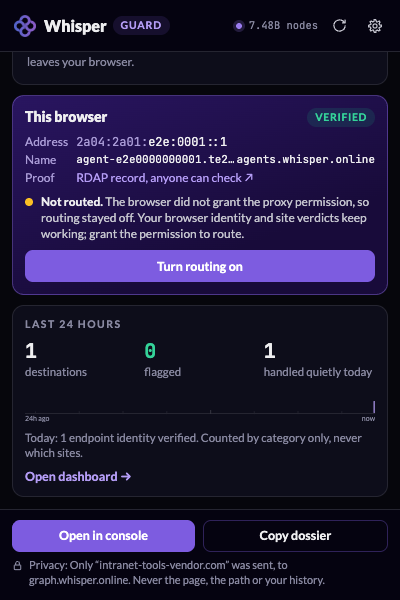 Whisper GUARD 7.48B nodes
leaves your browser.
This browser VERIFIED
Address 2a04:2a01:e2e:0001::1
Name agent-e2e0000000001.te2…agents.whisper.online
Proof RDAP record, anyone can check ↗
Not routed. The browser did not grant the proxy permission, so
routing stayed off. Your browser identity and site verdicts keep
working; grant the permission to route.
Turn routing on
LAST 24 HOURS
1 0 1
destinations flagged handled quietly today
24h ago now
Today: 1 endpoint identity verified. Counted by category only, never
which sites.
Open dashboard →
Open in console Copy dossier
Privacy: Only “intranet-tools-vendor.com” was sent, to
graph.whisper.online. Never the page, the path or your history.